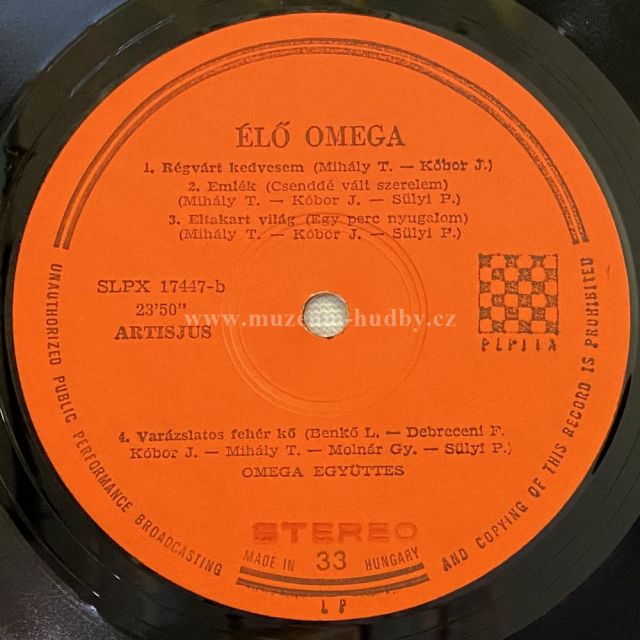 ÉLŐ OMEGA
1. Régvárt kedvesem (Mihály T. — Kóbor J.)
2. Emlék (Csenddé vált szerelem)
(Mihály T. — Kóbor J. — Sülyi P.)
3. Eltakart világ (Egy perc nyugalom)
(Mihály T. — Kóbor J. — Sülyi P.)
SLPX 17447-b
23'50"
ARTISJUS
www.muzeum-hudby.cz
4. Varázslatos fehér kő (Benkő L. — Debreceni F.
Kóbor J. — Mihály T. — Molnár Gy. — Sülyi P.)
OMEGA EGYÜTTES
STEREO
MADE IN 33 HUNGARY
LP
UNAUTHORIZED PUBLIC PERFORMANCE BROADCASTING AND COPYING OF THIS RECORD IS PROHIBITED